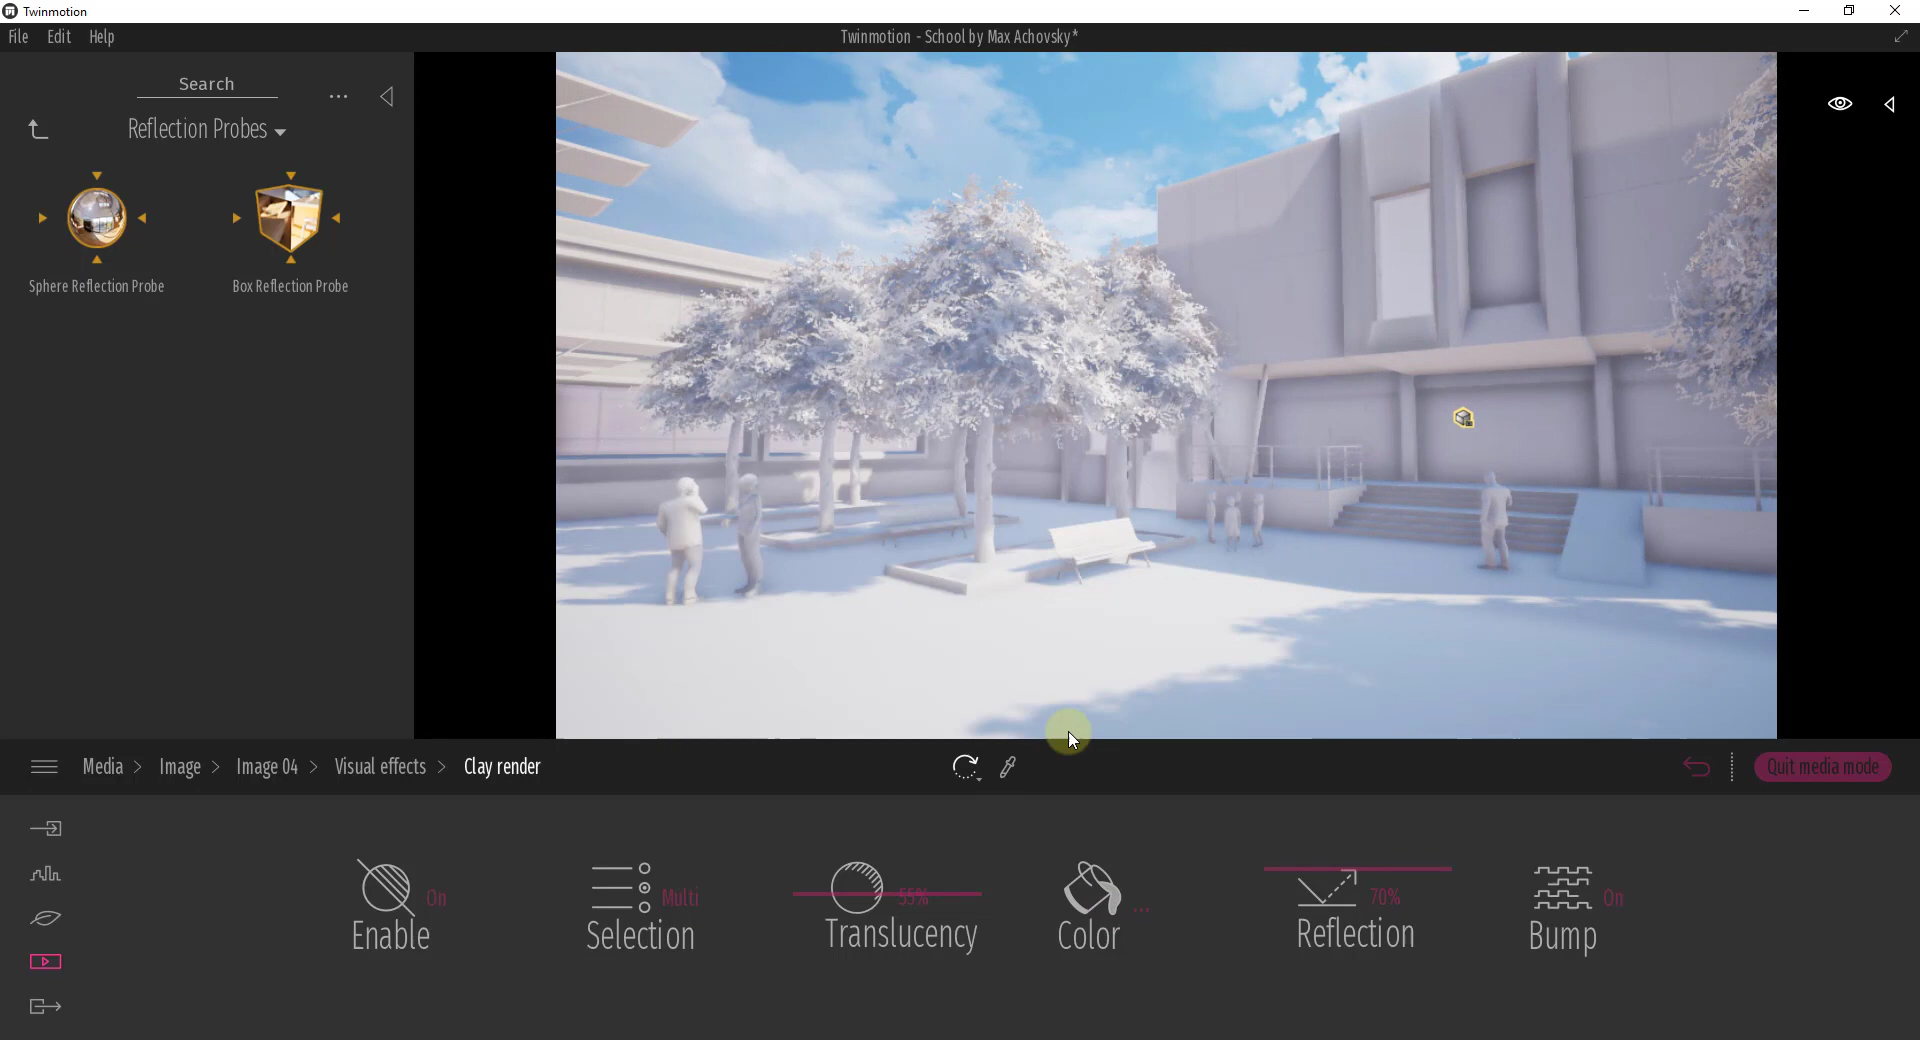 Twinmotion
File Edit Help
Twinmotion - School by Max Achovsky*
Search
...
Reflection Probes
Sphere Reflection Probe
Box Reflection Probe
Media > Image > Image 04 > Visual effects > Clay render
Quit media mode
On
Enable
Multi
Selection
55%
Translucency
...
Color
70%
Reflection
On
Bump